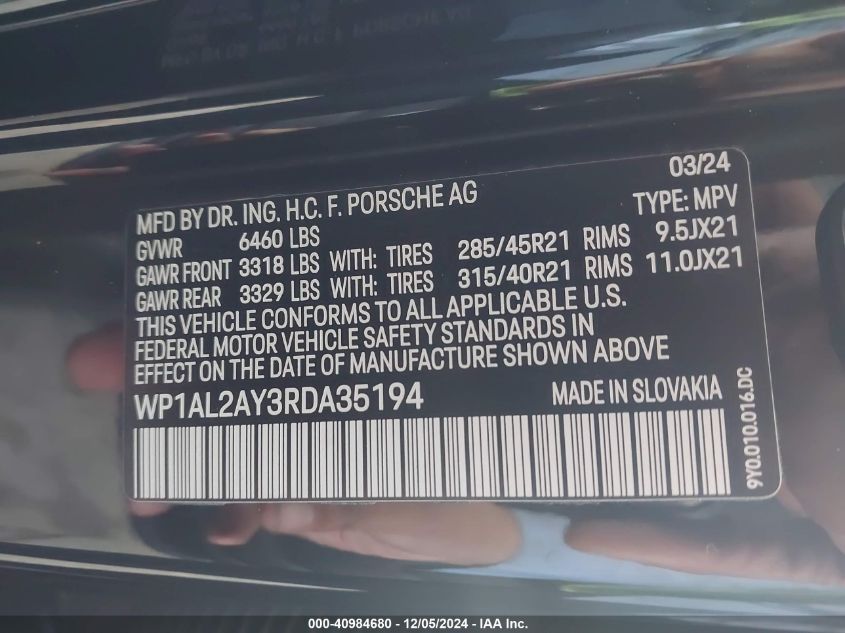 03/24
MFD BY DR. ING. H.C. F. PORSCHE AG TYPE: MPV
GVWR 6460 LBS
GAWR FRONT 3318 LBS WITH: TIRES 285/45R21 RIMS 9.5JX21
GAWR REAR 3329 LBS WITH: TIRES 315/40R21 RIMS 11.0JX21
THIS VEHICLE CONFORMS TO ALL APPLICABLE U.S.
FEDERAL MOTOR VEHICLE SAFETY STANDARDS IN
EFFECT ON THE DATE OF MANUFACTURE SHOWN ABOVE
WP1AL2AY3RDA35194 MADE IN SLOVAKIA
9Y0.010.016.DC
000-40984680 - 12/05/2024 - IAA Inc.